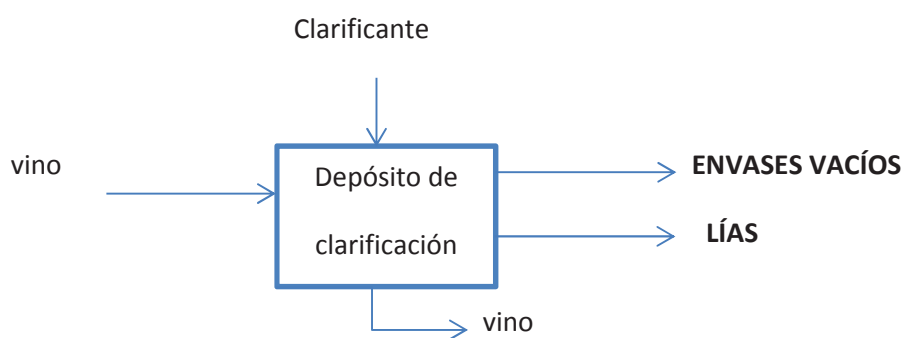 Clarificante
vino
Depósito de
clarificación
ENVASES VACÍOS
LÍAS
vino